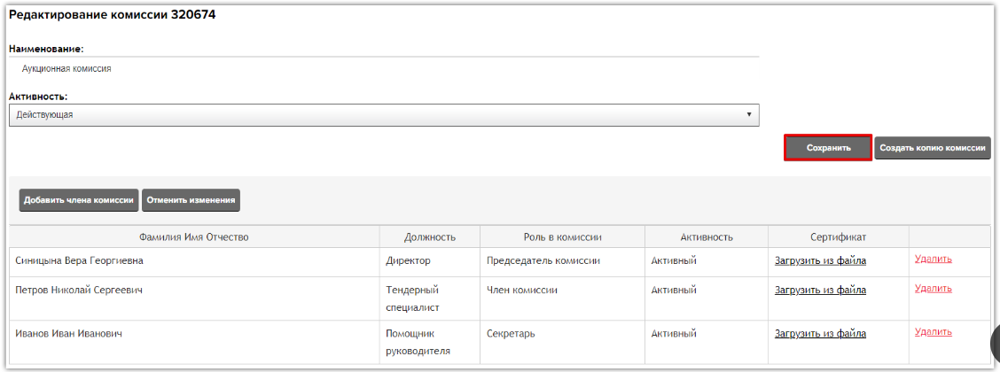 Редактирование комиссии 320674
Наименование:
Аукционная комиссия
Активность:
Действующая
Сохранить Создать копию комиссии
Добавить члена комиссии Отменить изменения
Фамилия Имя Отчество Должность Роль в комиссии Активность Сертификат
Синицына Вера Георгиевна Директор Председатель комиссии Активный Загрузить из файла Удалить
Петров Николай Сергеевич Тендерный Член комиссии Активный Загрузить из файла Удалить
специалист
Иванов Иван Иванович Помощник Секретарь Активный Загрузить из файла Удалить
руководителя